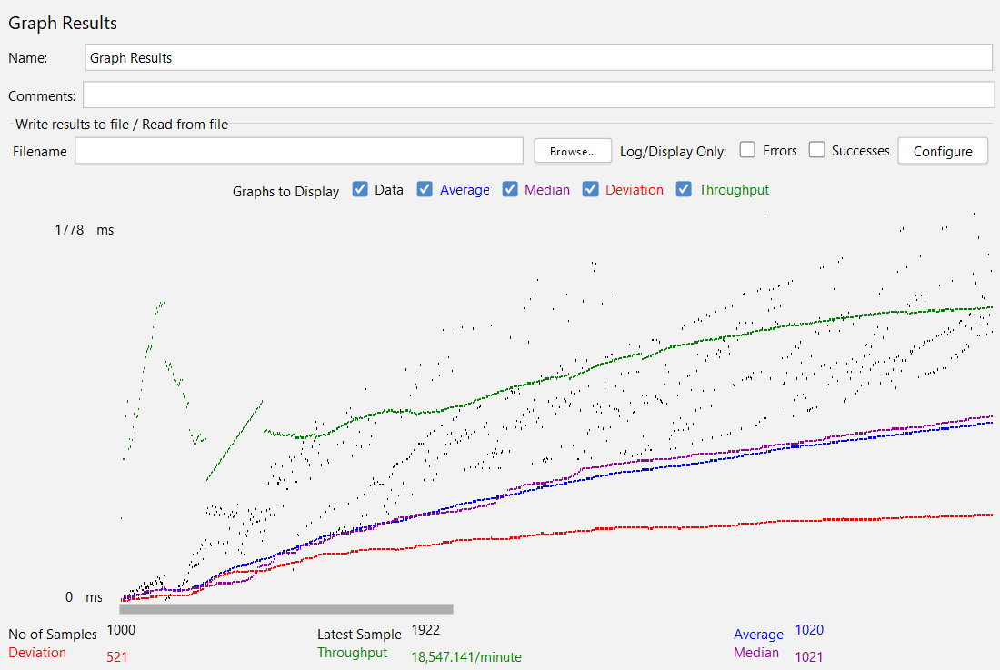 Graph Results
Name: Graph Results
Comments:
Write results to file / Read from file
Filename Browse... Log/Display Only: Errors Successes Configure
Graphs to Display Data Average Median Deviation Throughput
1778 ms
0 ms
No of Samples 1000 Latest Sample 1922 Average 1020
Deviation 521 Throughput 18,547.141/minute Median 1021